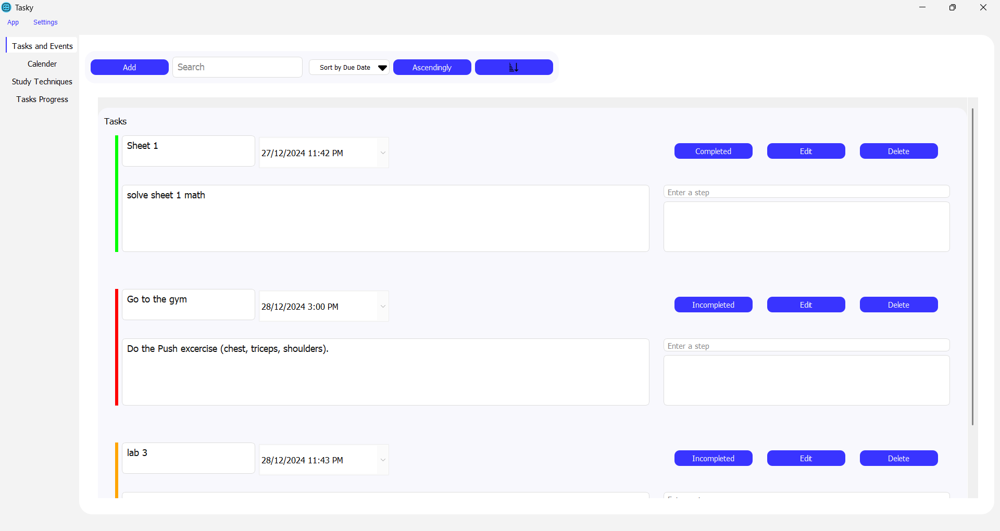 Tasky
App Settings
Tasks and Events
Calender
Study Techniques
Tasks Progress
Add Search Sort by Due Date Ascendingly
Tasks
Sheet 1 27/12/2024 11:42 PM Completed Edit Delete
solve sheet 1 math
Enter a step
Go to the gym 28/12/2024 3:00 PM Incompleted Edit Delete
Do the Push excercise (chest, triceps, shoulders).
Enter a step
lab 3 28/12/2024 11:43 PM Incompleted Edit Delete